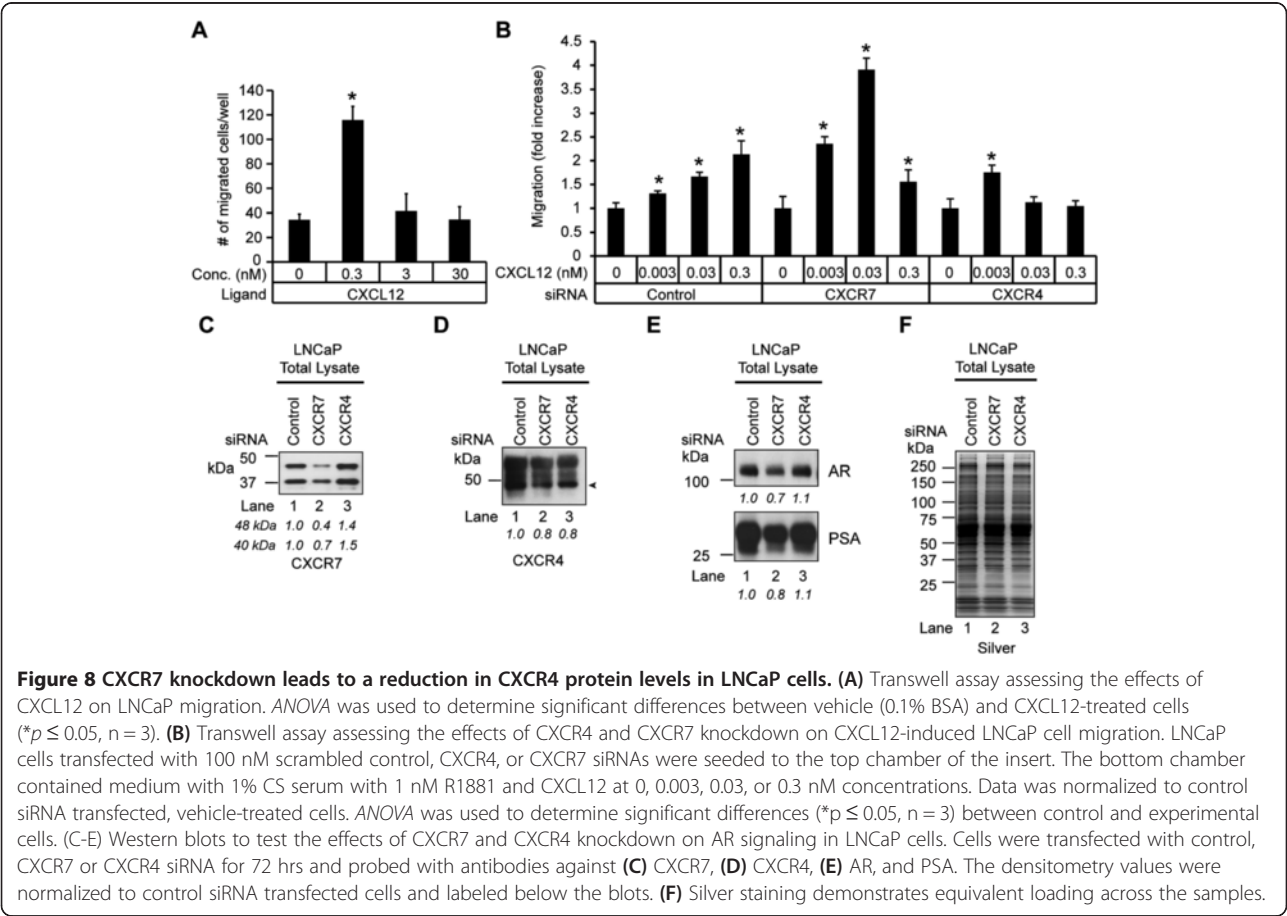 A
# of migrated cells/well
140
120
100
80
60
40
20
0
*
Conc. (nM) 0 0.3 3 30
Ligand CXCL12
B
Migration (fold increase)
4.5
4
3.5
3
2.5
2
1.5
1
0.5
0
* * * * * * *
CXCL12 (nM) 0 0.003 0.03 0.3 0 0.003 0.03 0.3 0 0.003 0.03 0.3
siRNA Control CXCR7 CXCR4
C
LNCaP
Total Lysate
siRNA Control CXCR7 CXCR4
kDa
50
37
Lane 1 2 3
48 kDa 1.0 0.4 1.4
40 kDa 1.0 0.7 1.5
CXCR7
D
LNCaP
Total Lysate
siRNA Control CXCR7 CXCR4
kDa
50
Lane 1 2 3
1.0 0.8 0.8
CXCR4
E
LNCaP
Total Lysate
siRNA Control CXCR7 CXCR4
kDa
100
AR
1.0 0.7 1.1
PSA
25
Lane 1 2 3
1.0 0.8 1.1
F
LNCaP
Total Lysate
siRNA Control CXCR7 CXCR4
kDa
250
150
100
75
50
37
25
Lane 1 2 3
Silver
Figure 8 CXCR7 knockdown leads to a reduction in CXCR4 protein levels in LNCaP cells. (A) Transwell assay assessing the effects of
CXCL12 on LNCaP migration. ANOVA was used to determine significant differences between vehicle (0.1% BSA) and CXCL12-treated cells
(*p ≤ 0.05, n = 3). (B) Transwell assay assessing the effects of CXCR4 and CXCR7 knockdown on CXCL12-induced LNCaP cell migration. LNCaP
cells transfected with 100 nM scrambled control, CXCR4, or CXCR7 siRNAs were seeded to the top chamber of the insert. The bottom chamber
contained medium with 1% CS serum with 1 nM R1881 and CXCL12 at 0, 0.003, 0.03, or 0.3 nM concentrations. Data was normalized to control
siRNA transfected, vehicle-treated cells. ANOVA was used to determine significant differences (*p ≤ 0.05, n = 3) between control and experimental
cells. (C-E) Western blots to test the effects of CXCR7 and CXCR4 knockdown on AR signaling in LNCaP cells. Cells were transfected with control,
CXCR7 or CXCR4 siRNA for 72 hrs and probed with antibodies against (C) CXCR7, (D) CXCR4, (E) AR, and PSA. The densitometry values were
normalized to control siRNA transfected cells and labeled below the blots. (F) Silver staining demonstrates equivalent loading across the samples.